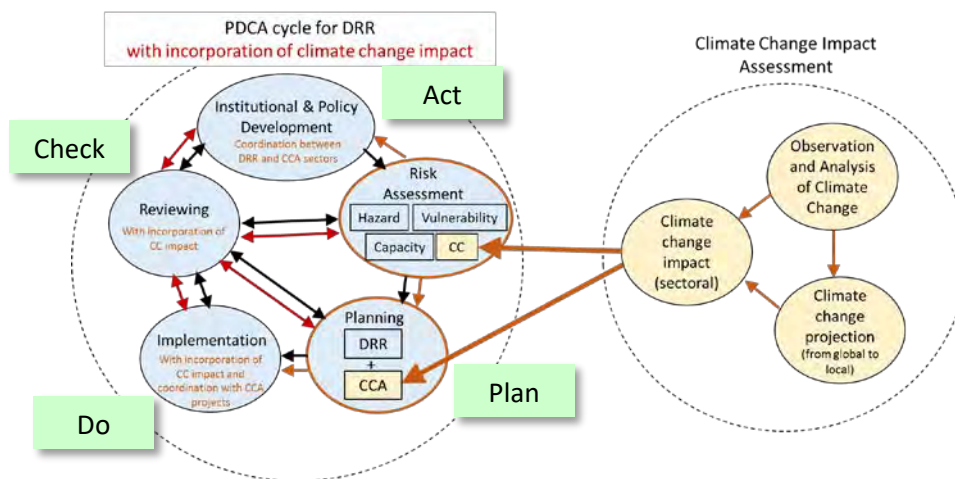 PDCA cycle for DRR
with incorporation of climate change impact
Climate Change Impact
Assessment
Act
Check
Institutional & Policy
Development
Coordination between
DRR and CCA sectors
Risk
Assessment
Hazard
Vulnerability
Capacity
CC
Reviewing
With incorporation of
CC impact
Observation
and Analysis
of Climate
Change
Climate
change
impact
(sectoral)
Climate
change
projection
(from global to
local)
Planning
DRR
+
CCA
Implementation
With incorporation of
CC impact and
coordination with CCA
projects
Plan
Do